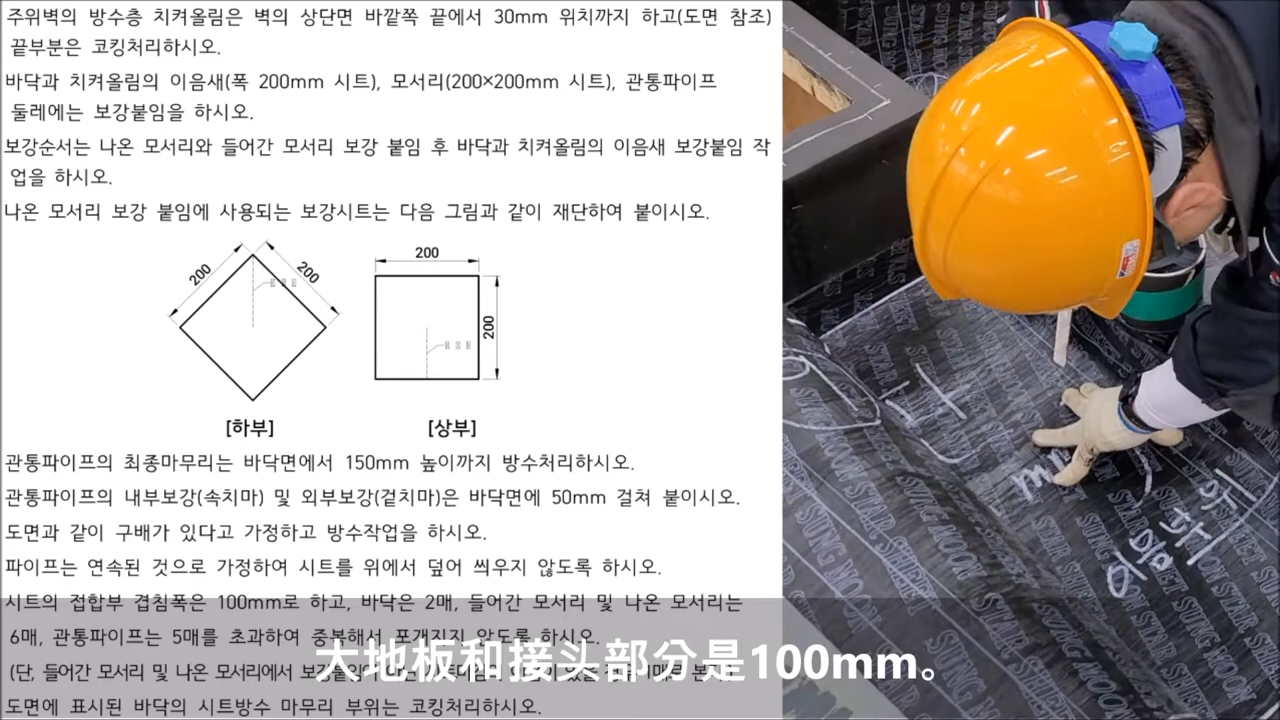 주위벽의 방수층 치켜올림은 벽의 상단면 바깥쪽 끝에서 30mm 위치까지 하고(도면 참조)
끝부분은 코킹처리하시오.
바닥과 치켜올림의 이음새(폭 200mm 시트), 모서리(200×200mm 시트), 관통파이프
둘레에는 보강붙임을 하시오.
보강순서는 나온 모서리와 들어간 모서리 보강 붙임 후 바닥과 치켜올림의 이음새 보강붙임 작
업을 하시오.
나온 모서리 보강 붙임에 사용되는 보강시트는 다음 그림과 같이 재단하여 붙이시오.
200 200
200
200
[하부] [상부]
관통파이프의 최종마무리는 바닥면에서 150mm 높이까지 방수처리하시오.
관통파이프의 내부보강(속치마) 및 외부보강(겉치마)은 바닥면에 50mm 걸쳐 붙이시오.
도면과 같이 구배가 있다고 가정하고 방수작업을 하시오.
파이프는 연속된 것으로 가정하여 시트를 위에서 덮어 씌우지 않도록 하시오.
시트의 접합부 겹침폭은 100mm로 하고, 바닥은 2매, 들어간 모서리 및 나온 모서리는
6매, 관통파이프는 5매를 초과하여 중복해서 포개지지 않도록 하시오.
(단, 들어간 모서리 및 나온 모서리에서
大地板和接头部分是100mm。
도면에 표시된 바닥의 시트방수 마무리 부위는 코킹처리하시오.
이음부위에
SUNG MOON
STAR SHEET